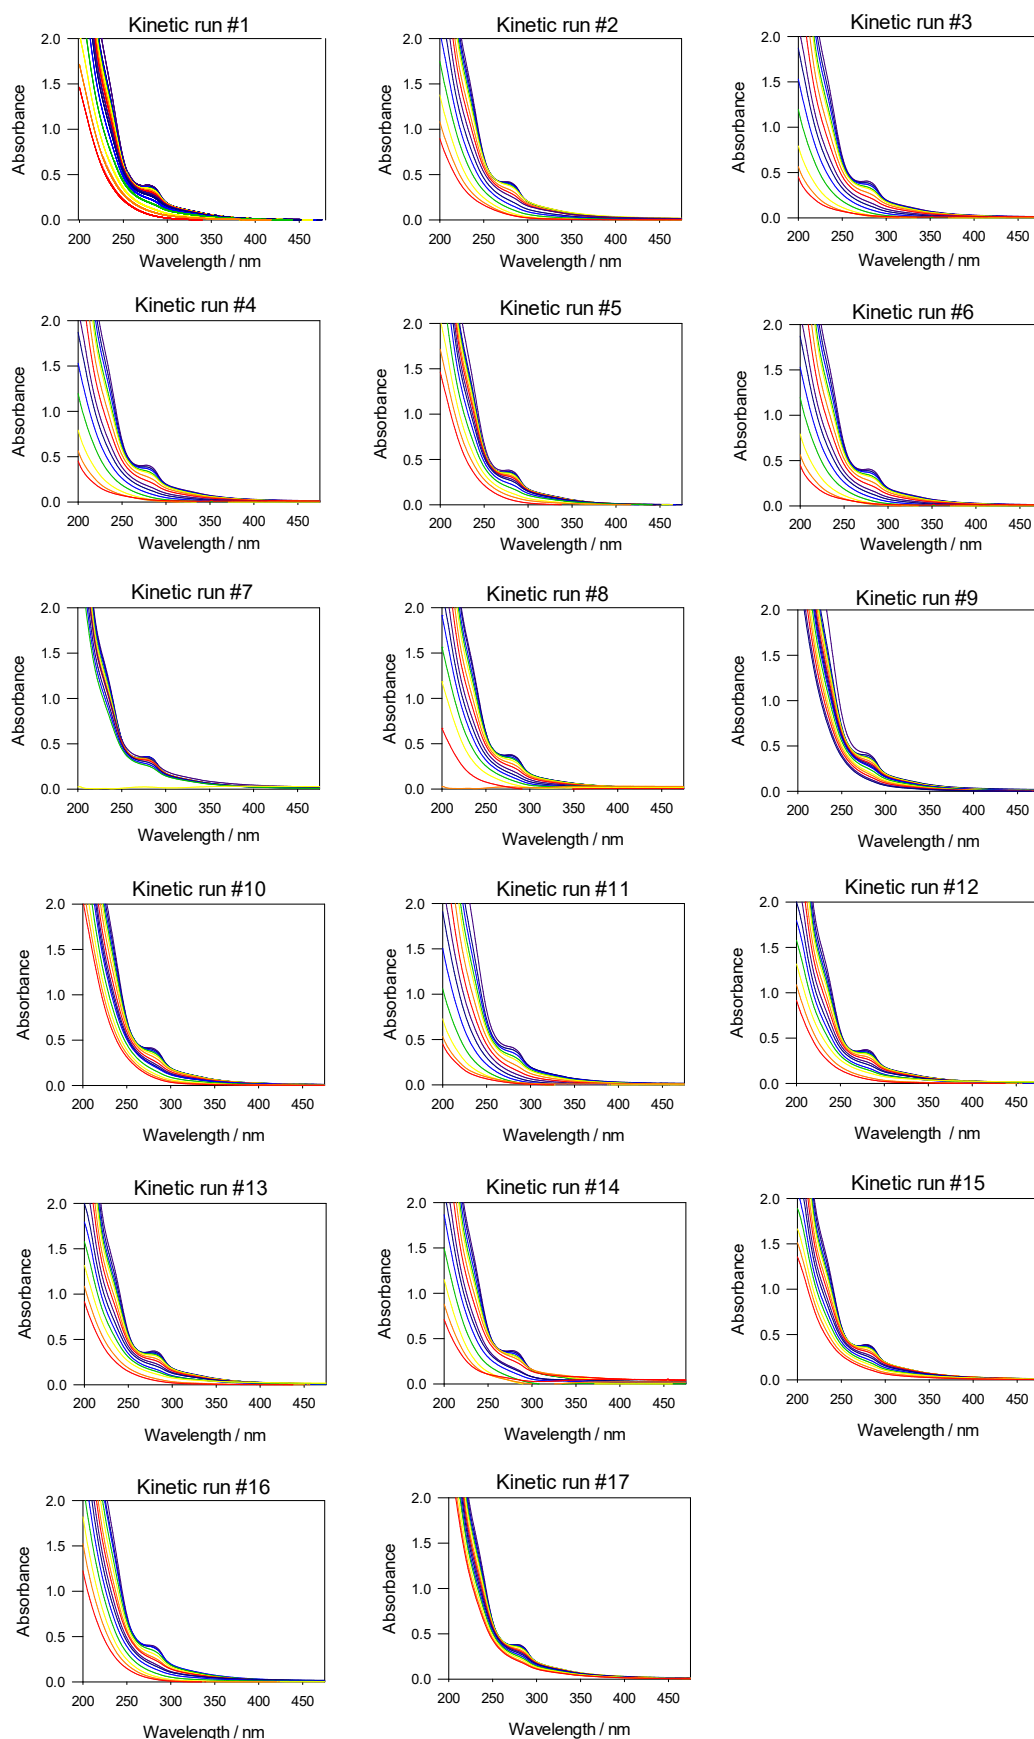 Kinetic run #1
2.0
1.5
1.0
0.5
0.0
Absorbance
200 250 300 350 400 450
Wavelength / nm
Kinetic run #2
2.0
1.5
1.0
0.5
0.0
Absorbance
200 250 300 350 400 450
Wavelength / nm
Kinetic run #3
2.0
1.5
1.0
0.5
0.0
Absorbance
200 250 300 350 400 450
Wavelength / nm
Kinetic run #4
2.0
1.5
1.0
0.5
0.0
Absorbance
200 250 300 350 400 450
Wavelength / nm
Kinetic run #5
2.0
1.5
1.0
0.5
0.0
Absorbance
200 250 300 350 400 450
Wavelength / nm
Kinetic run #6
2.0
1.5
1.0
0.5
0.0
Absorbance
200 250 300 350 400 450
Wavelength / nm
Kinetic run #7
2.0
1.5
1.0
0.5
0.0
Absorbance
200 250 300 350 400 450
Wavelength / nm
Kinetic run #8
2.0
1.5
1.0
0.5
0.0
Absorbance
200 250 300 350 400 450
Wavelength / nm
Kinetic run #9
2.0
1.5
1.0
0.5
0.0
Absorbance
200 250 300 350 400 450
Wavelength / nm
Kinetic run #10
2.0
1.5
1.0
0.5
0.0
Absorbance
200 250 300 350 400 450
Wavelength / nm
Kinetic run #11
2.0
1.5
1.0
0.5
0.0
Absorbance
200 250 300 350 400 450
Wavelength / nm
Kinetic run #12
2.0
1.5
1.0
0.5
0.0
Absorbance
200 250 300 350 400 450
Wavelength / nm
Kinetic run #13
2.0
1.5
1.0
0.5
0.0
Absorbance
200 250 300 350 400 450
Wavelength / nm
Kinetic run #14
2.0
1.5
1.0
0.5
0.0
Absorbance
200 250 300 350 400 450
Wavelength / nm
Kinetic run #15
2.0
1.5
1.0
0.5
0.0
Absorbance
200 250 300 350 400 450
Wavelength / nm
Kinetic run #16
2.0
1.5
1.0
0.5
0.0
Absorbance
200 250 300 350 400 450
Wavelength / nm
Kinetic run #17
2.0
1.5
1.0
0.5
0.0
Absorbance
200 250 300 350 400 450
Wavelength / nm